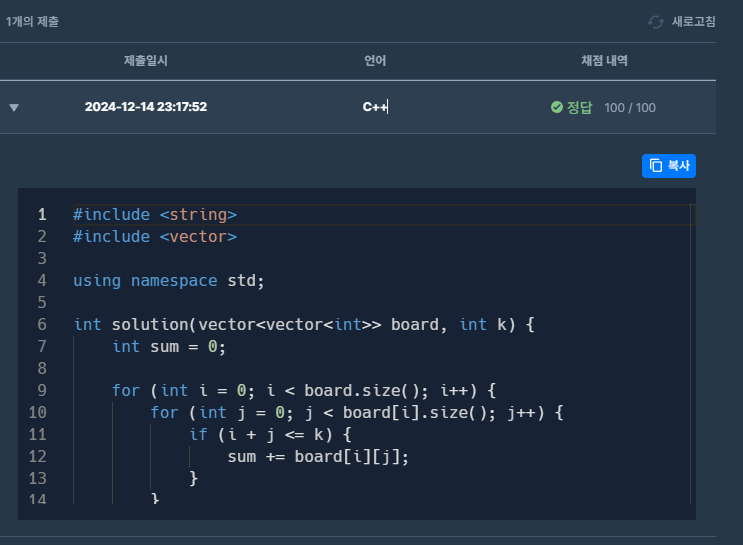 1개의 제출
새로고침
제출일시 언어 채점 내역
2024-12-14 23:17:52 C++ 정답 100 / 100
복사
1 #include <string>
2 #include <vector>
3
4 using namespace std;
5
6 int solution(vector<vector<int>> board, int k) {
7     int sum = 0;
8
9     for (int i = 0; i < board.size(); i++) {
10         for (int j = 0; j < board[i].size(); j++) {
11             if (i + j <= k) {
12                 sum += board[i][j];
13             }
14         }